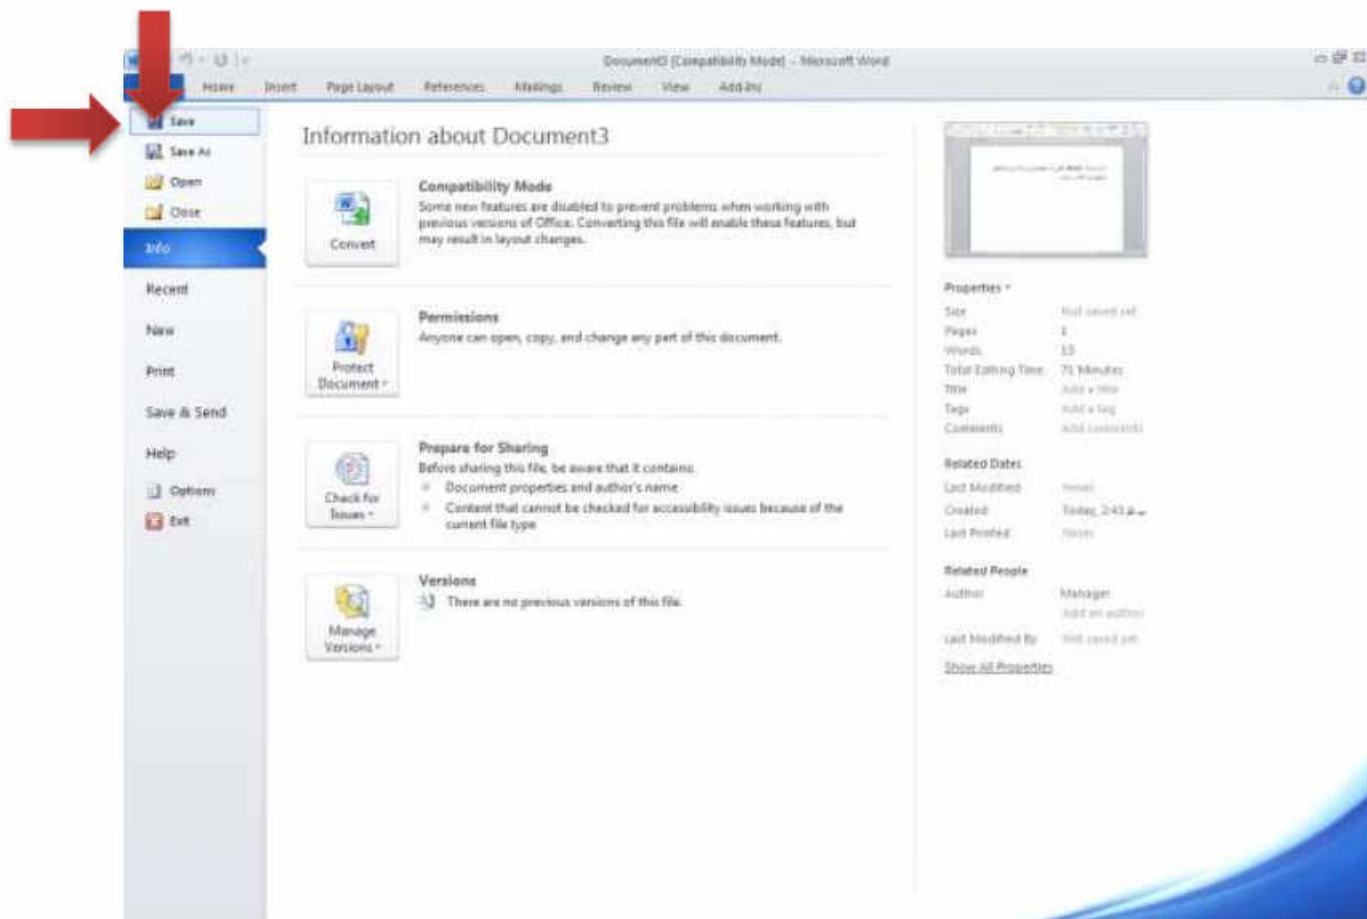 Document3 [Compatibility Mode] - Microsoft Word
Home Insert Page Layout References Mailings Review View Add-Ins
Save
Save As
Open
Close
Info
Recent
New
Print
Save & Send
Help
Options
Exit
Information about Document3
Convert
Compatibility Mode
Some new features are disabled to prevent problems when working with
previous versions of Office. Converting this file will enable these features, but
may result in layout changes.
Protect
Document
Permissions
Anyone can open, copy, and change any part of this document.
Check for
Issues
Prepare for Sharing
Before sharing this file, be aware that it contains:
Document properties and author's name
Content that cannot be checked for accessibility issues because of the
current file type
Manage
Versions
Versions
There are no previous versions of this file.
Properties
Size Not saved yet
Pages 1
Words 13
Total Editing Time 71 Minutes
Title Add a title
Tags Add a tag
Comments Add comments
Related Dates
Last Modified Never
Created Today, 2:43
Last Printed Never
Related People
Author Manager
Add an author
Last Modified By Not saved yet
Show All Properties